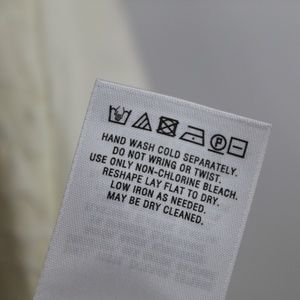 HAND WASH COLD SEPARATELY.
DO NOT WRING OR TWIST.
USE ONLY NON-CHLORINE BLEACH.
RESHAPE LAY FLAT TO DRY.
LOW IRON AS NEEDED.
MAY BE DRY CLEANED.